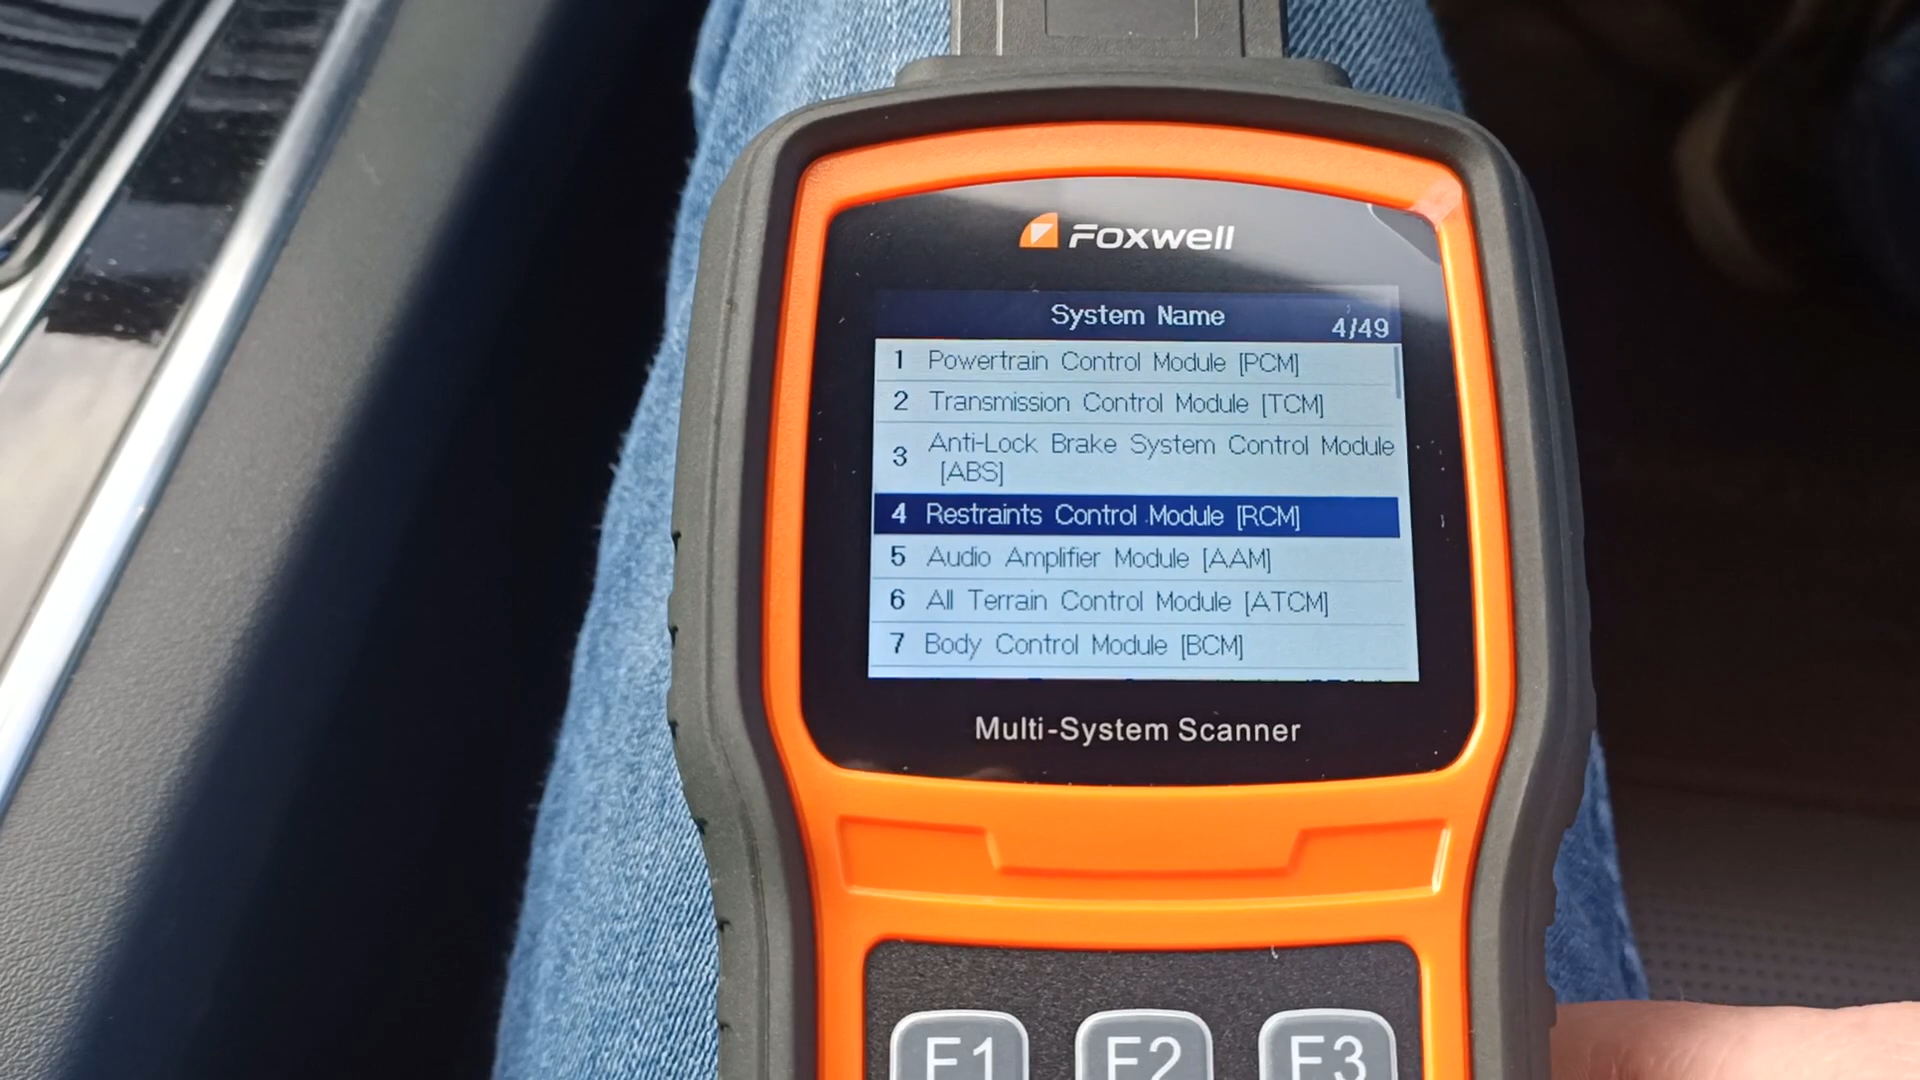 Foxwell
System Name
4/49
1 Powertrain Control Module [PCM]
2 Transmission Control Module [TCM]
3 Anti-Lock Brake System Control Module
[ABS]
4 Restraints Control Module [RCM]
5 Audio Amplifier Module [AAM]
6 All Terrain Control Module [ATCM]
7 Body Control Module [BCM]
Multi-System Scanner
F1 F2 F3